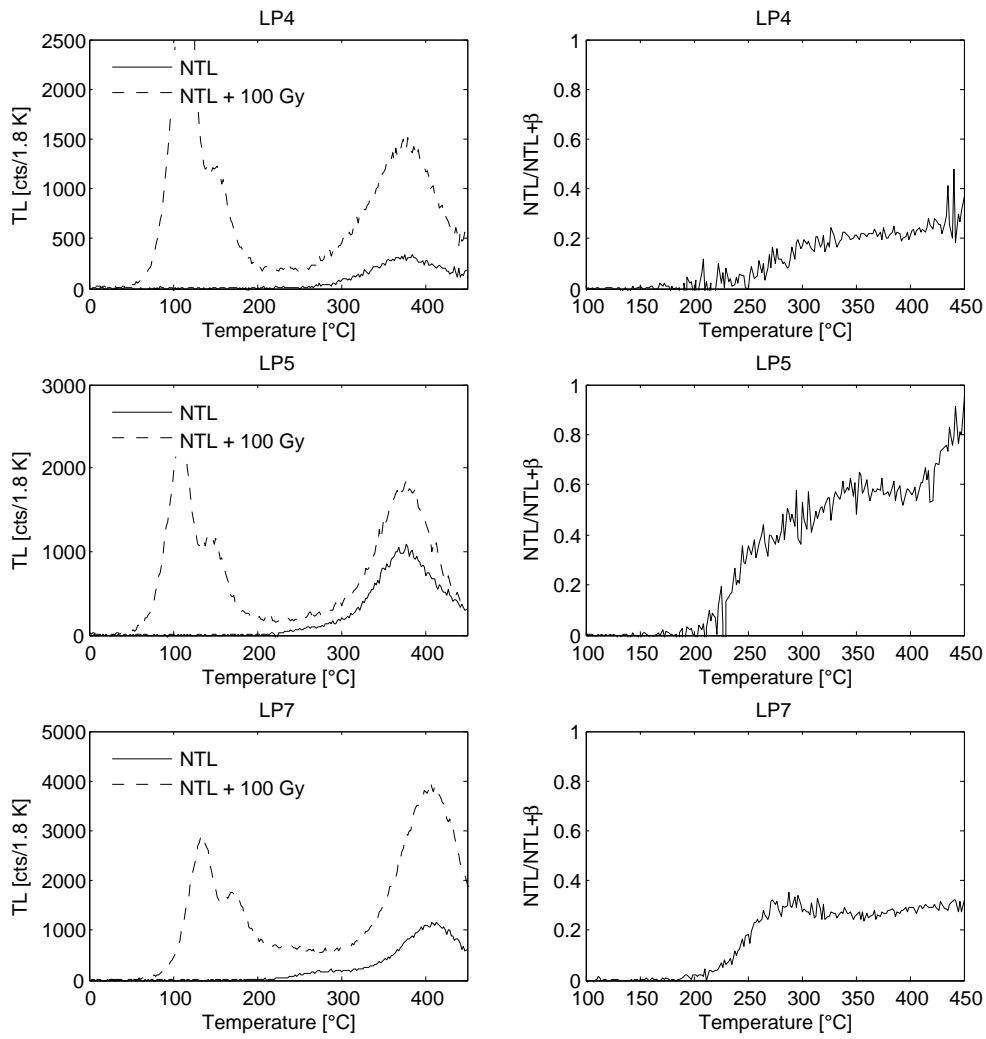 LP4
2500
2000
1500
1000
500
0
TL [cts/1.8 K]
NTL
NTL + 100 Gy
0 100 200 300 400
Temperature [°C]
LP4
1
0.8
0.6
0.4
0.2
0
NTL/NTL+β
100 150 200 250 300 350 400 450
Temperature [°C]
LP5
3000
2000
1000
0
TL [cts/1.8 K]
NTL
NTL + 100 Gy
0 100 200 300 400
Temperature [°C]
LP5
1
0.8
0.6
0.4
0.2
0
NTL/NTL+β
100 150 200 250 300 350 400 450
Temperature [°C]
LP7
5000
4000
3000
2000
1000
0
TL [cts/1.8 K]
NTL
NTL + 100 Gy
0 100 200 300 400
Temperature [°C]
LP7
1
0.8
0.6
0.4
0.2
0
NTL/NTL+β
100 150 200 250 300 350 400 450
Temperature [°C]